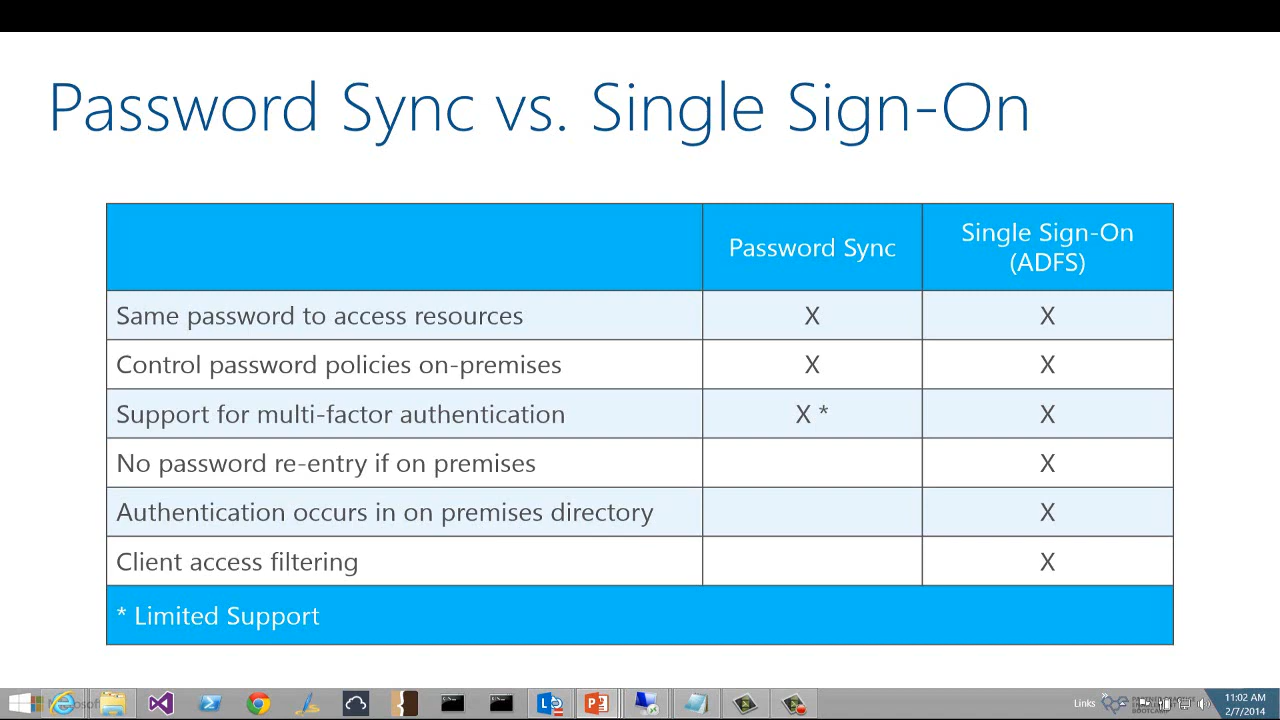 Password Sync vs. Single Sign-On
Password Sync
Single Sign-On
(ADFS)
Same password to access resources X X
Control password policies on-premises X X
Support for multi-factor authentication X * X
No password re-entry if on premises X
Authentication occurs in on premises directory X
Client access filtering X
* Limited Support
Links
11:02 AM
2/7/2014